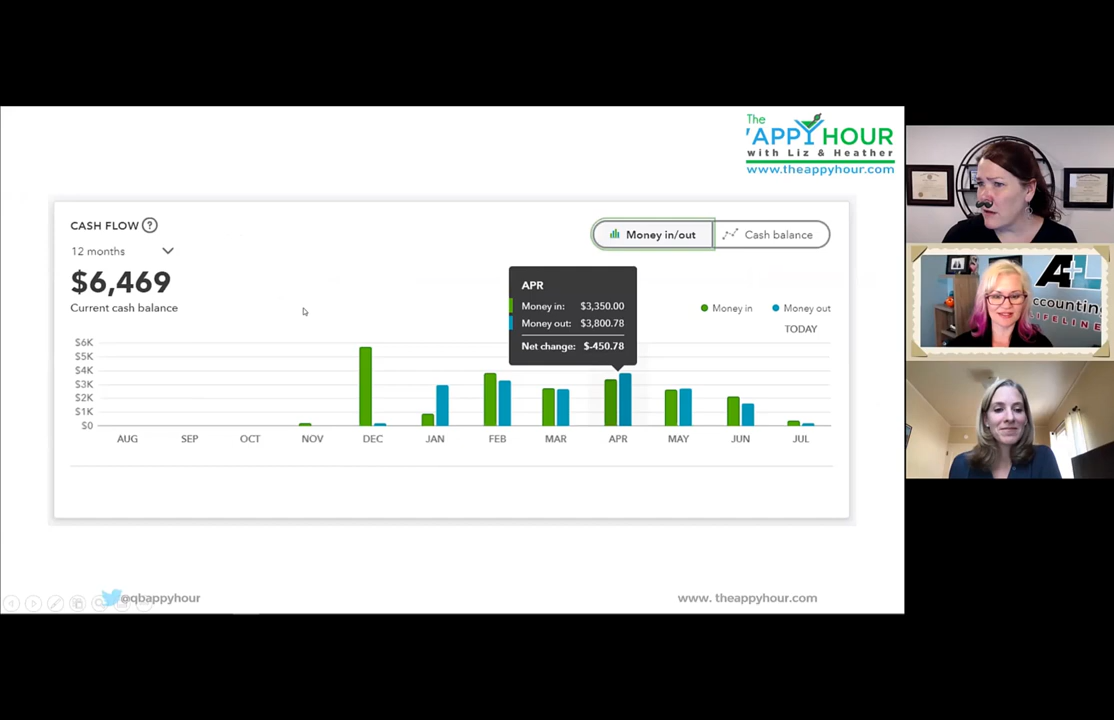 The
'APPY HOUR
with Liz & Heather
www.theappyhour.com
CASH FLOW ?
12 months
$6,469
Current cash balance
Money in/out
Cash balance
APR
Money in: $3,350.00
Money out: $3,800.78
Net change: $-450.78
Money in
Money out
TODAY
$6K
$5K
$4K
$3K
$2K
$1K
$0
AUG SEP OCT NOV DEC JAN FEB MAR APR MAY JUN JUL
@qbappyhour
www. theappyhour.com
A+L
ccounting
LIFELINE